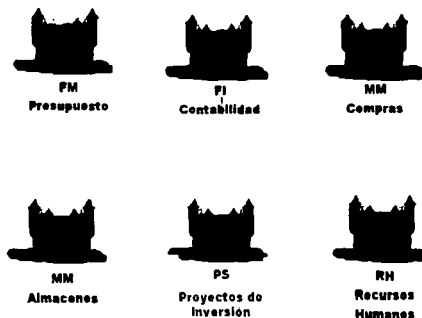 FM
Presupuesto
FI
Contabilidad
MM
Compras
MM
Almacenes
PS
Proyectos de
Inversión
RH
Recursos
Humanos